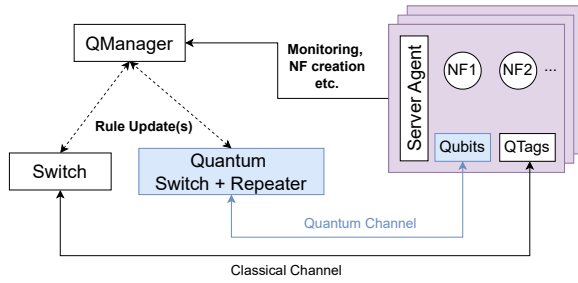 QManager
Monitoring,
NF creation
etc.
Server Agent
NF1
NF2
...
Rule Update(s)
Switch
Quantum
Switch + Repeater
Qubits
QTags
Quantum Channel
Classical Channel